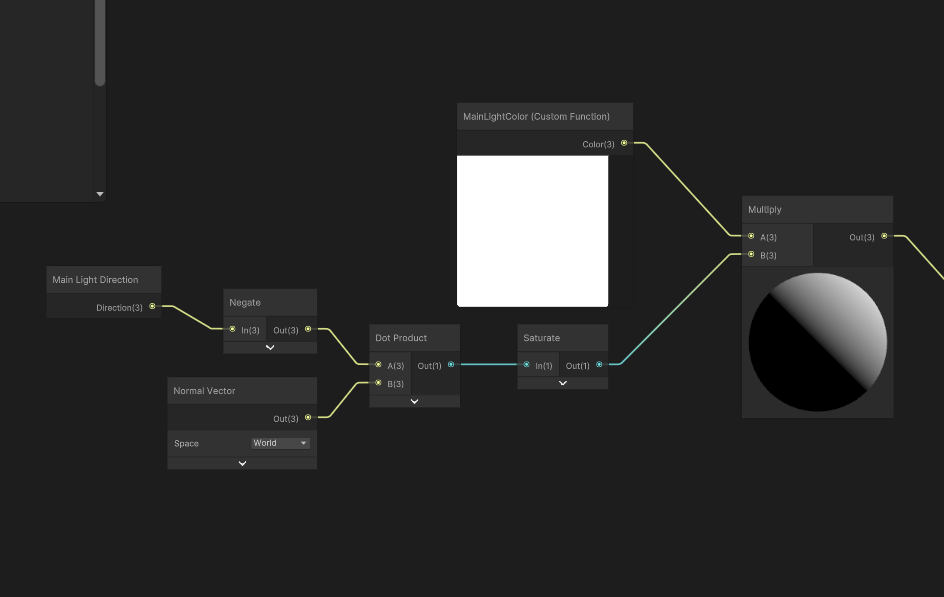 MainLightColor (Custom Function)
Color(3)
Multiply
A(3)
Out(3)
B(3)
Main Light Direction
Direction(3)
Negate
In(3)
Out(3)
Dot Product
A(3)
Out(1)
B(3)
Saturate
In(1)
Out(1)
Normal Vector
Out(3)
Space
World